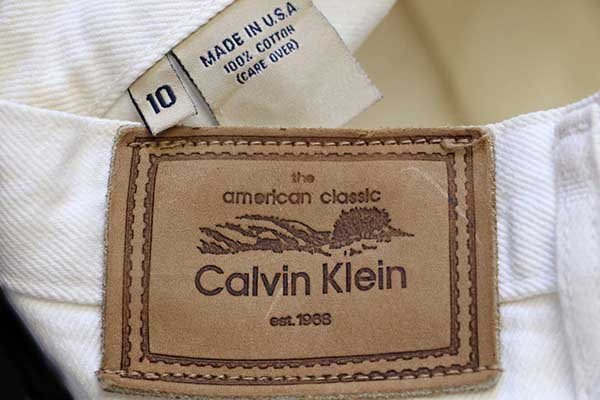 MADE IN U.S.A
100% COTTON
(CARE OVER)
10
the
american classic
Calvin Klein
est. 1968